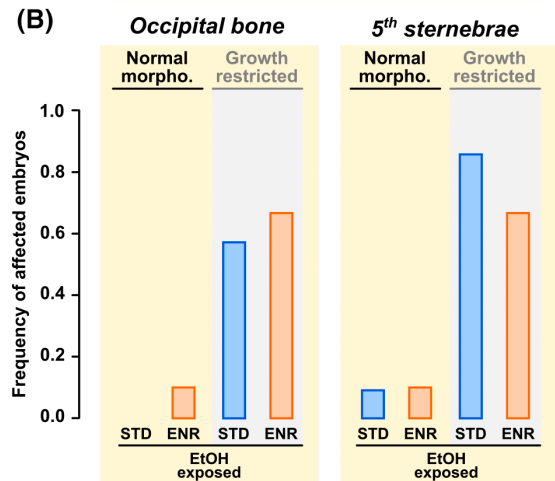 (B)
Occipital bone
5th sternebrae
Normal
morpho.
Growth
restricted
Normal
morpho.
Growth
restricted
Frequency of affected embryos
1.0
0.8
0.6
0.4
0.2
0.0
STD ENR STD ENR
STD ENR STD ENR
EtOH
exposed
EtOH
exposed